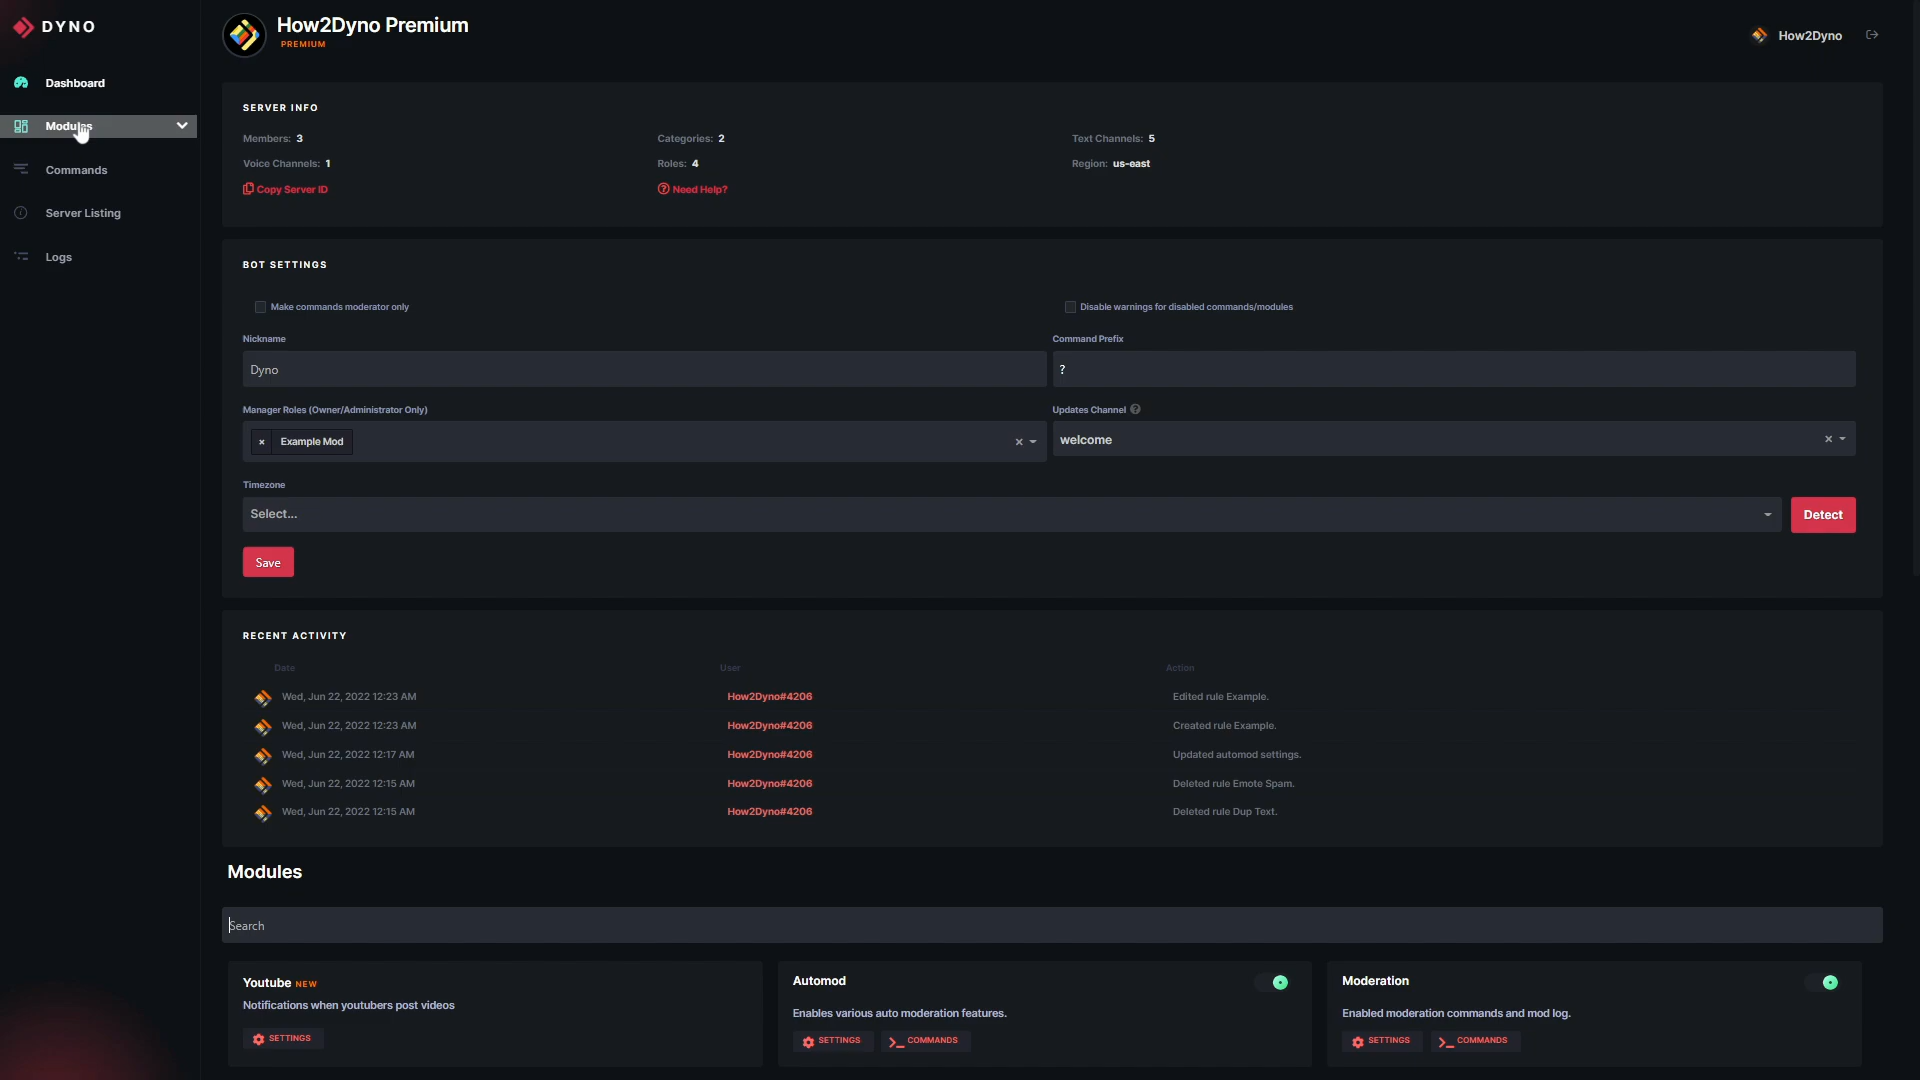 DYNO
How2Dyno Premium
PREMIUM
How2Dyno
Dashboard
Modules
Commands
Server Listing
Logs
SERVER INFO
Members: 3
Categories: 2
Text Channels: 5
Voice Channels: 1
Roles: 4
Region: us-east
Copy Server ID
Need Help?
BOT SETTINGS
Make commands moderator only
Disable warnings for disabled commands/modules
Nickname
Command Prefix
Dyno
?
Manager Roles (Owner/Administrator Only)
Updates Channel ?
× Example Mod ×
welcome ×
Timezone
Select...
Detect
Save
RECENT ACTIVITY
Date User Action
Wed, Jun 22, 2022 12:23 AM How2Dyno#4206 Edited rule Example.
Wed, Jun 22, 2022 12:23 AM How2Dyno#4206 Created rule Example.
Wed, Jun 22, 2022 12:17 AM How2Dyno#4206 Updated automod settings.
Wed, Jun 22, 2022 12:15 AM How2Dyno#4206 Deleted rule Emote Spam.
Wed, Jun 22, 2022 12:15 AM How2Dyno#4206 Deleted rule Dup Text.
Modules
Search
Youtube NEW
Notifications when youtubers post videos
SETTINGS
Automod
Enables various auto moderation features.
SETTINGS COMMANDS
Moderation
Enabled moderation commands and mod log.
SETTINGS COMMANDS